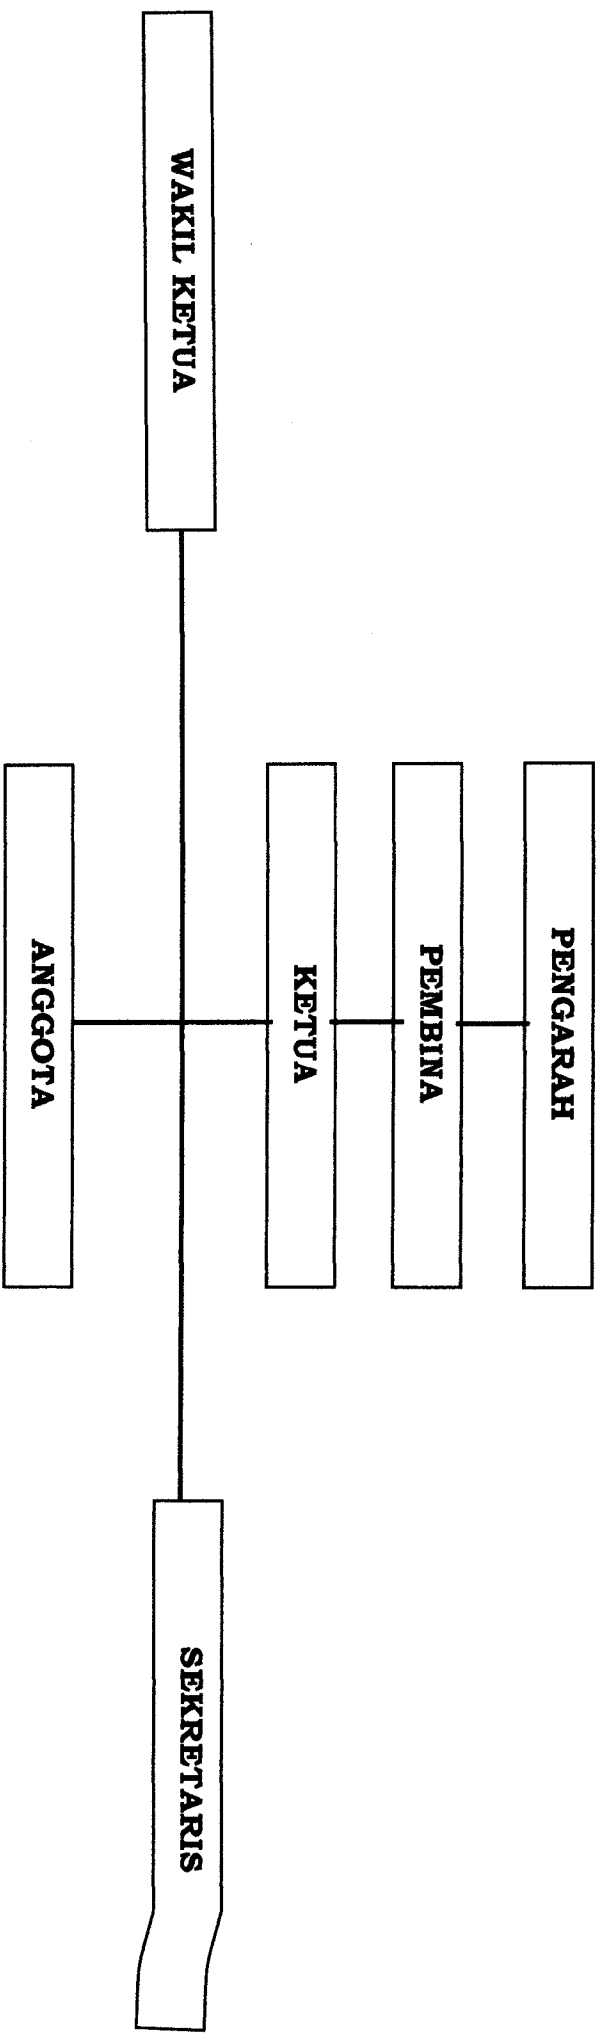 PENGARAH
PEMBINA
KETUA
WAKIL KETUA
SEKRETARIS
ANGGOTA